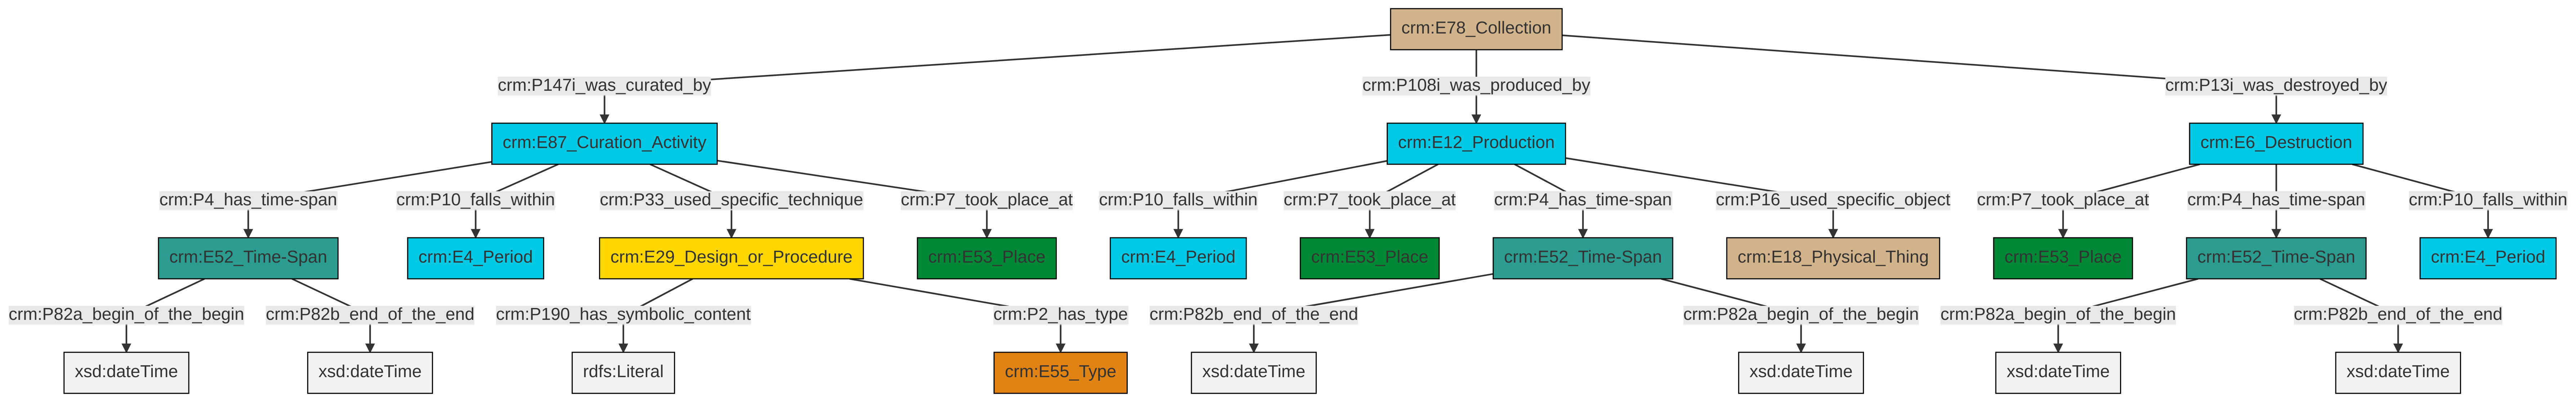 crm:E78_Collection
crm:P147i_was_curated_by
crm:P108i_was_produced_by
crm:P13i_was_destroyed_by
crm:E87_Curation_Activity
crm:E12_Production
crm:E6_Destruction
crm:P4_has_time-span
crm:P10_falls_within
crm:P33_used_specific_technique
crm:P7_took_place_at
crm:P10_falls_within
crm:P7_took_place_at
crm:P4_has_time-span
crm:P16_used_specific_object
crm:P7_took_place_at
crm:P4_has_time-span
crm:P10_falls_within
crm:E52_Time-Span
crm:E4_Period
crm:E29_Design_or_Procedure
crm:E53_Place
crm:E4_Period
crm:E53_Place
crm:E52_Time-Span
crm:E18_Physical_Thing
crm:E53_Place
crm:E52_Time-Span
crm:E4_Period
crm:P82a_begin_of_the_begin
crm:P82b_end_of_the_end
crm:P190_has_symbolic_content
crm:P2_has_type
crm:P82b_end_of_the_end
crm:P82a_begin_of_the_begin
crm:P82a_begin_of_the_begin
crm:P82b_end_of_the_end
xsd:dateTime
xsd:dateTime
rdfs:Literal
crm:E55_Type
xsd:dateTime
xsd:dateTime
xsd:dateTime
xsd:dateTime